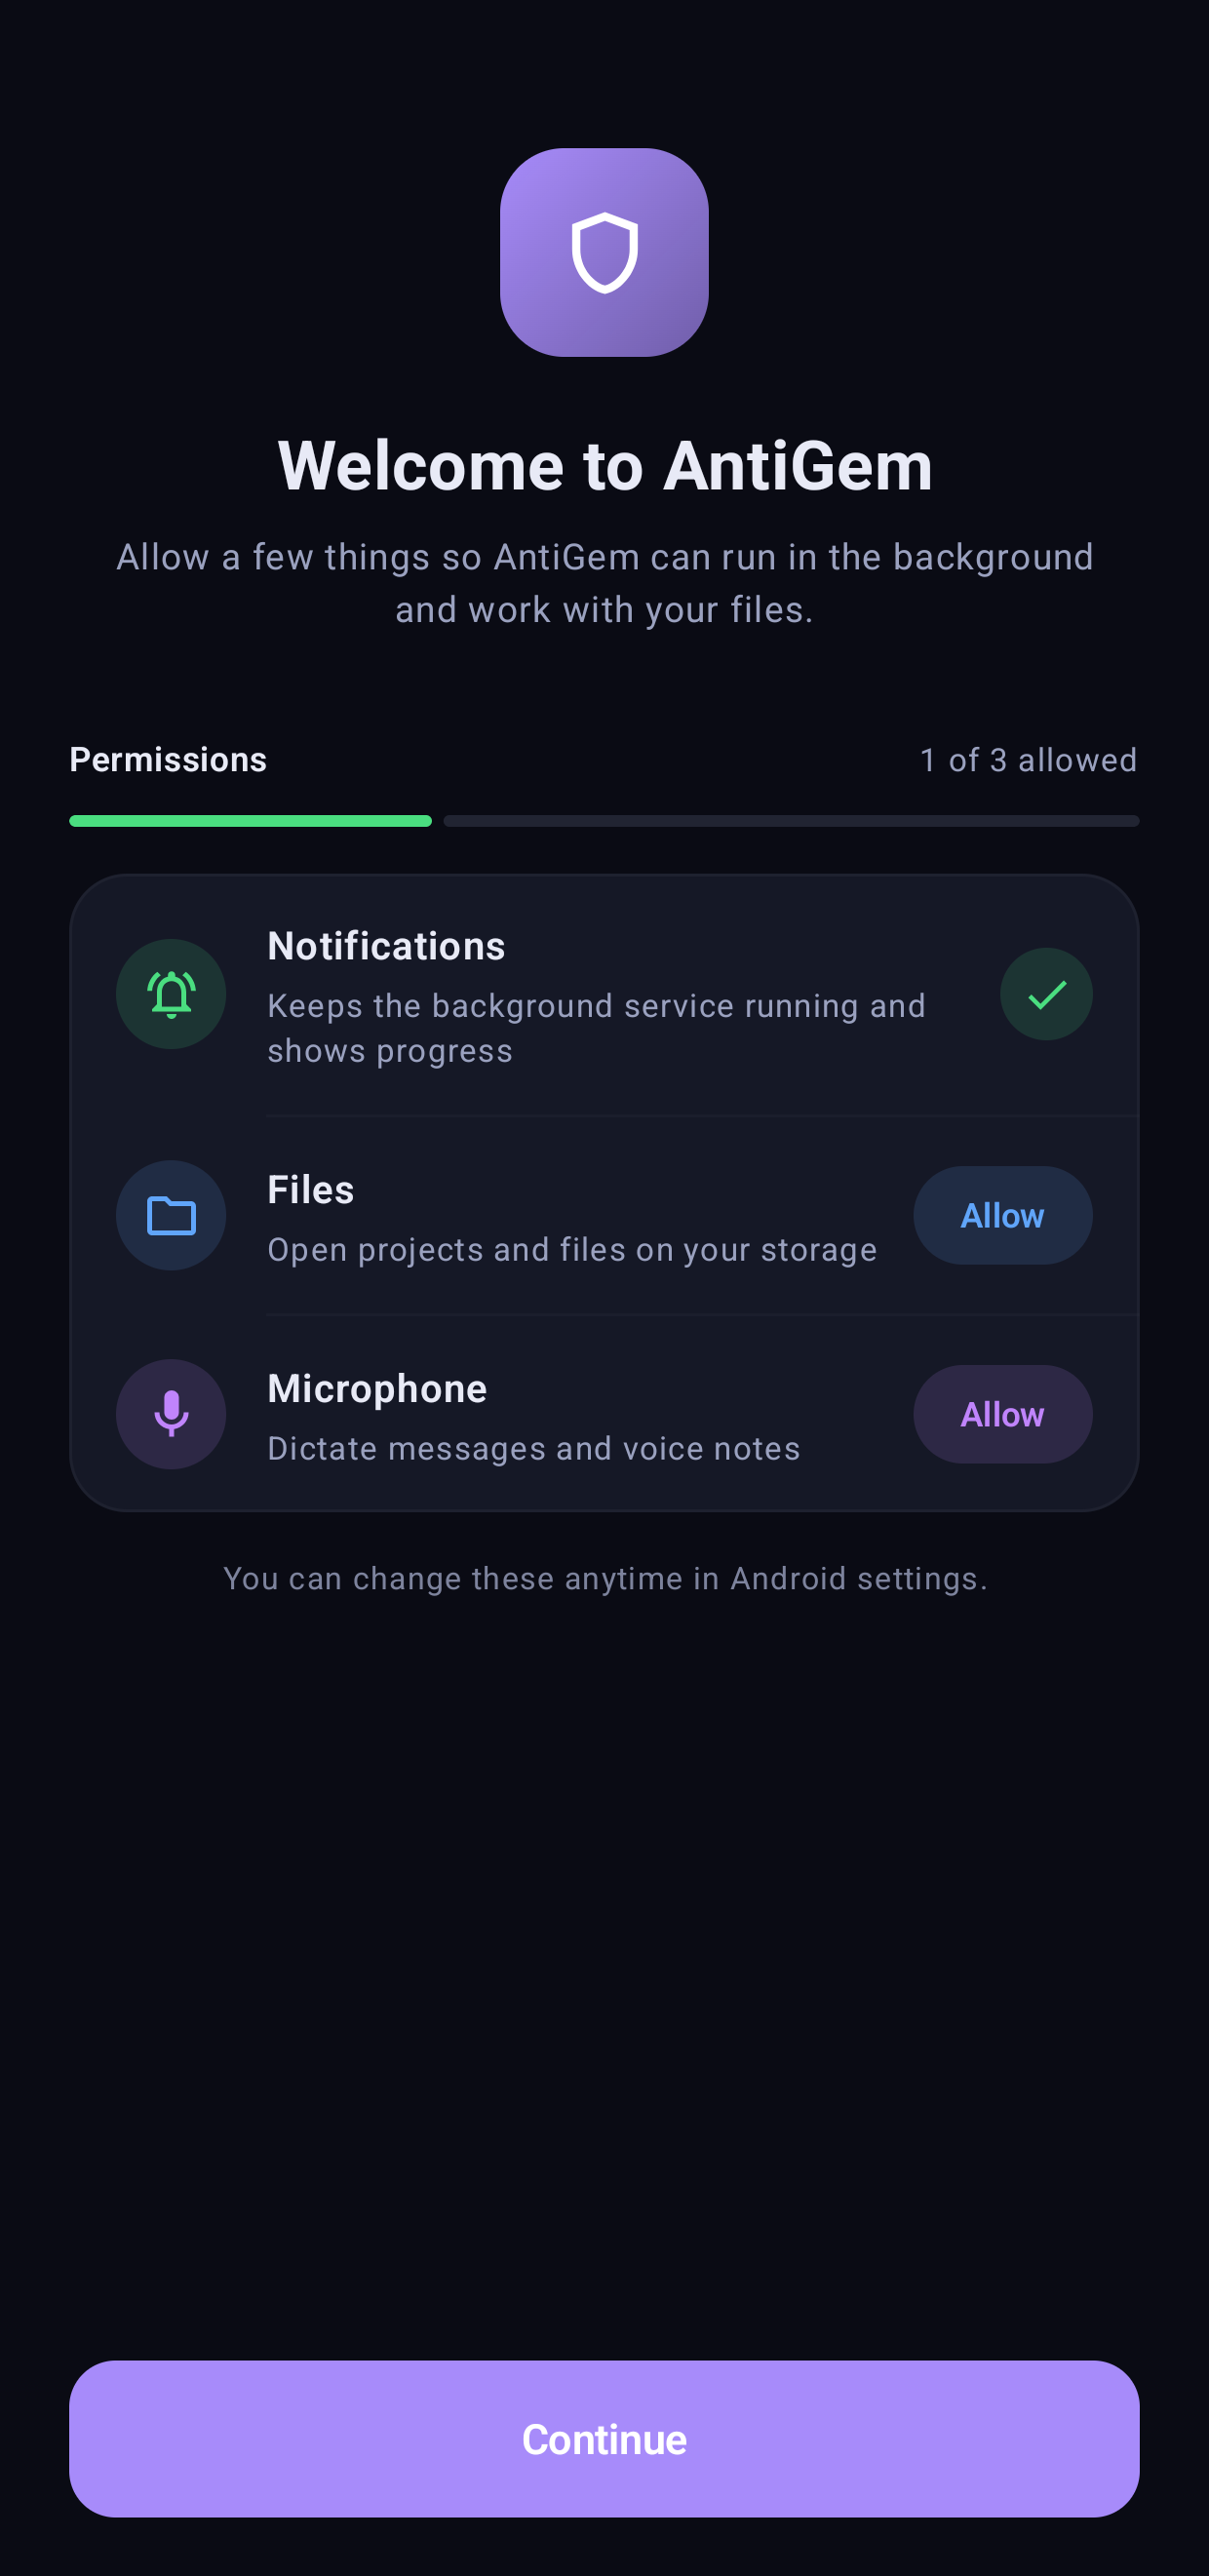 Welcome to AntiGem
Allow a few things so AntiGem can run in the background
and work with your files.
Permissions
1 of 3 allowed
Notifications
Keeps the background service running and
shows progress
Files
Open projects and files on your storage
Allow
Microphone
Dictate messages and voice notes
Allow
You can change these anytime in Android settings.
Continue